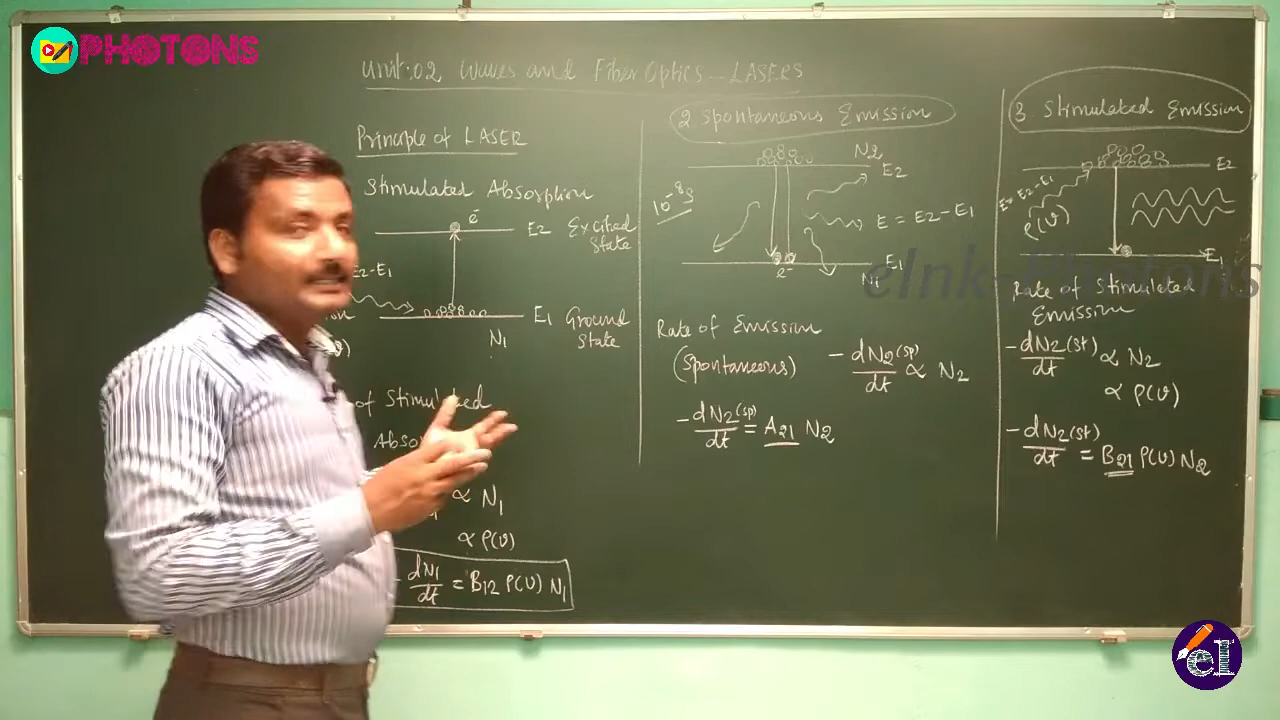 PHOTONS
Unit:02 Waves and Fiber Optics - LASERS
Principle of LASER
Stimulated Absorption
e-
E2 Excited
State
E2-E1
E1 Ground
State
N1
of Stimulated
Absor
∝ N1
∝ ρ(υ)
- dN1/dt = B12 ρ(υ) N1
2. Spontaneous Emission
N2
E2
10⁻⁸s
E = E2-E1
E1
e-
N1
Rate of Emission
(Spontaneous)
- dN2(sp)/dt ∝ N2
- dN2(sp)/dt = A21 N2
3. Stimulated Emission
E2
E=E2-E1
ρ(υ)
E1
eInk-Photons
Rate of Stimulated
Emission
- dN2(st)/dt ∝ N2
∝ ρ(υ)
- dN2(st)/dt = B21 ρ(υ) N2
eI